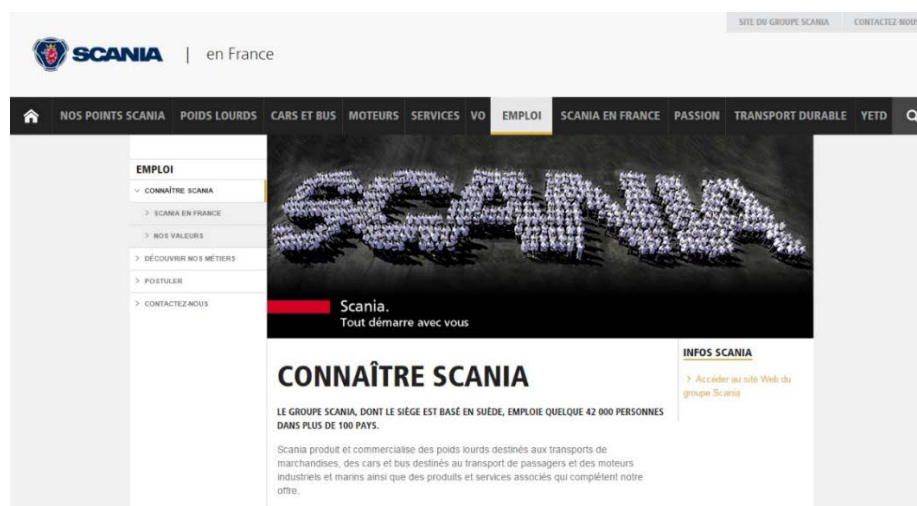 SITE DU GROUPE SCANIA CONTACTEZ-NOUS
SCANIA | en France
NOS POINTS SCANIA POIDS LOURDS CARS ET BUS MOTEURS SERVICES VO EMPLOI SCANIA EN FRANCE PASSION TRANSPORT DURABLE YETD
EMPLOI
CONNAÎTRE SCANIA
SCANIA EN FRANCE
NOS VALEURS
DÉCOUVRIR NOS MÉTIERS
POSTULER
CONTACTEZ-NOUS
SCANIA
Scania.
Tout démarre avec vous
CONNAÎTRE SCANIA
LE GROUPE SCANIA, DONT LE SIÈGE EST BASÉ EN SUÈDE, EMPLOIE QUELQUE 42 000 PERSONNES
DANS PLUS DE 100 PAYS.
Scania produit et commercialise des poids lourds destinés aux transports de
marchandises, des cars et bus destinés au transport de passagers et des moteurs
industriels et marins ainsi que des produits et services associés qui complètent notre
offre.
INFOS SCANIA
> Accéder au site Web du
groupe Scania